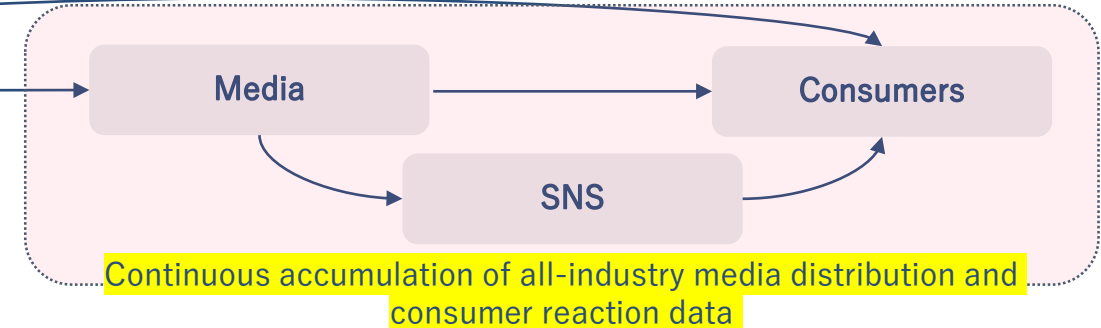 Media
Consumers
SNS
Continuous accumulation of all-industry media distribution and
consumer reaction data